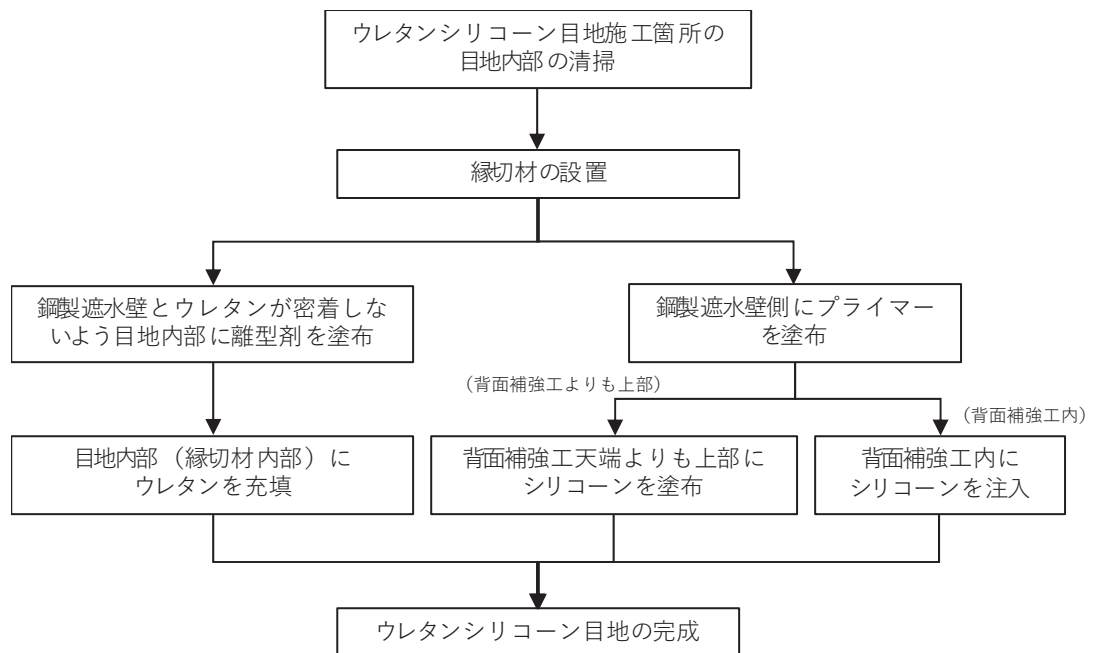 ウレタンシリコーン目地施工箇所の
目地内部の清掃
縁切材の設置
鋼製遮水壁とウレタンが密着しな
いよう目地内部に離型剤を塗布
鋼製遮水壁側にプライマー
を塗布
(背面補強工よりも上部)
(背面補強工内)
目地内部（縁切材内部）に
ウレタンを充填
背面補強工天端よりも上部に
シリコーンを塗布
背面補強工内に
シリコーンを注入
ウレタンシリコーン目地の完成